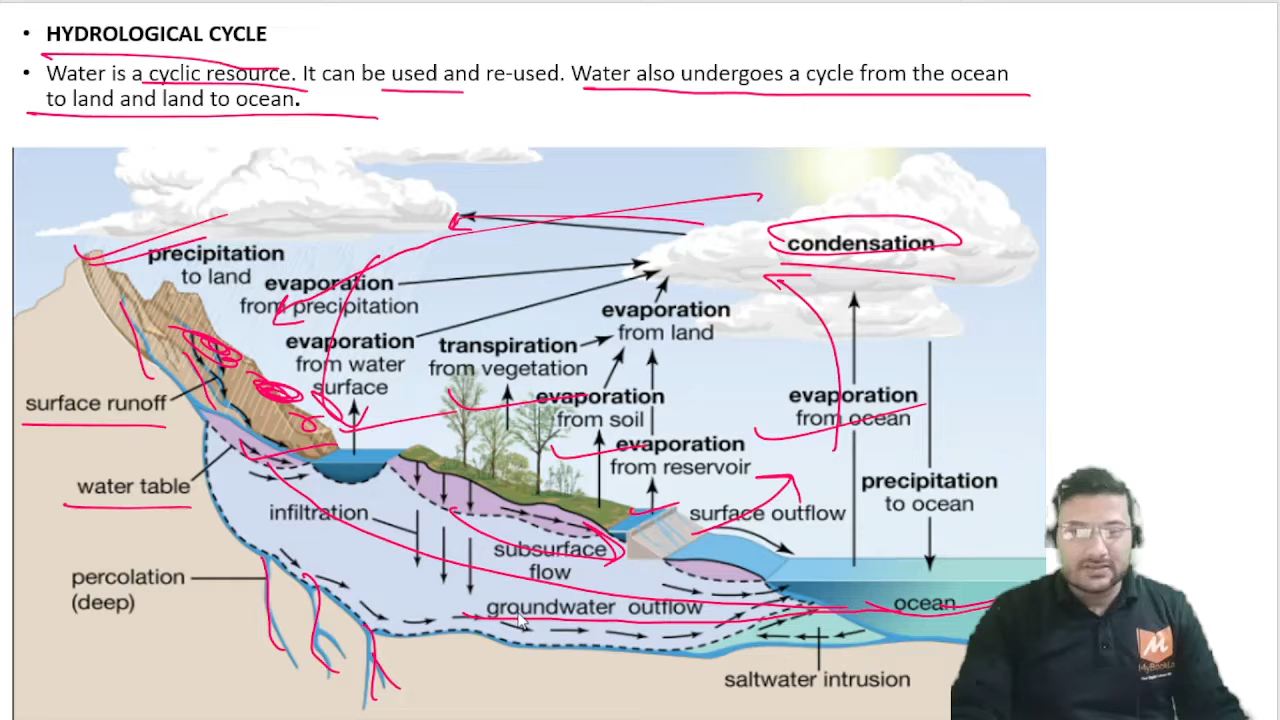 • HYDROLOGICAL CYCLE
• Water is a cyclic resource. It can be used and re-used. Water also undergoes a cycle from the ocean
to land and land to ocean.
condensation
precipitation
to land
evaporation
from precipitation
evaporation
from land
evaporation
from water
surface
transpiration
from vegetation
evaporation
from soil
evaporation
from ocean
surface runoff
evaporation
from reservoir
precipitation
to ocean
water table
infiltration
surface outflow
subsurface
flow
percolation
(deep)
groundwater outflow
ocean
saltwater intrusion